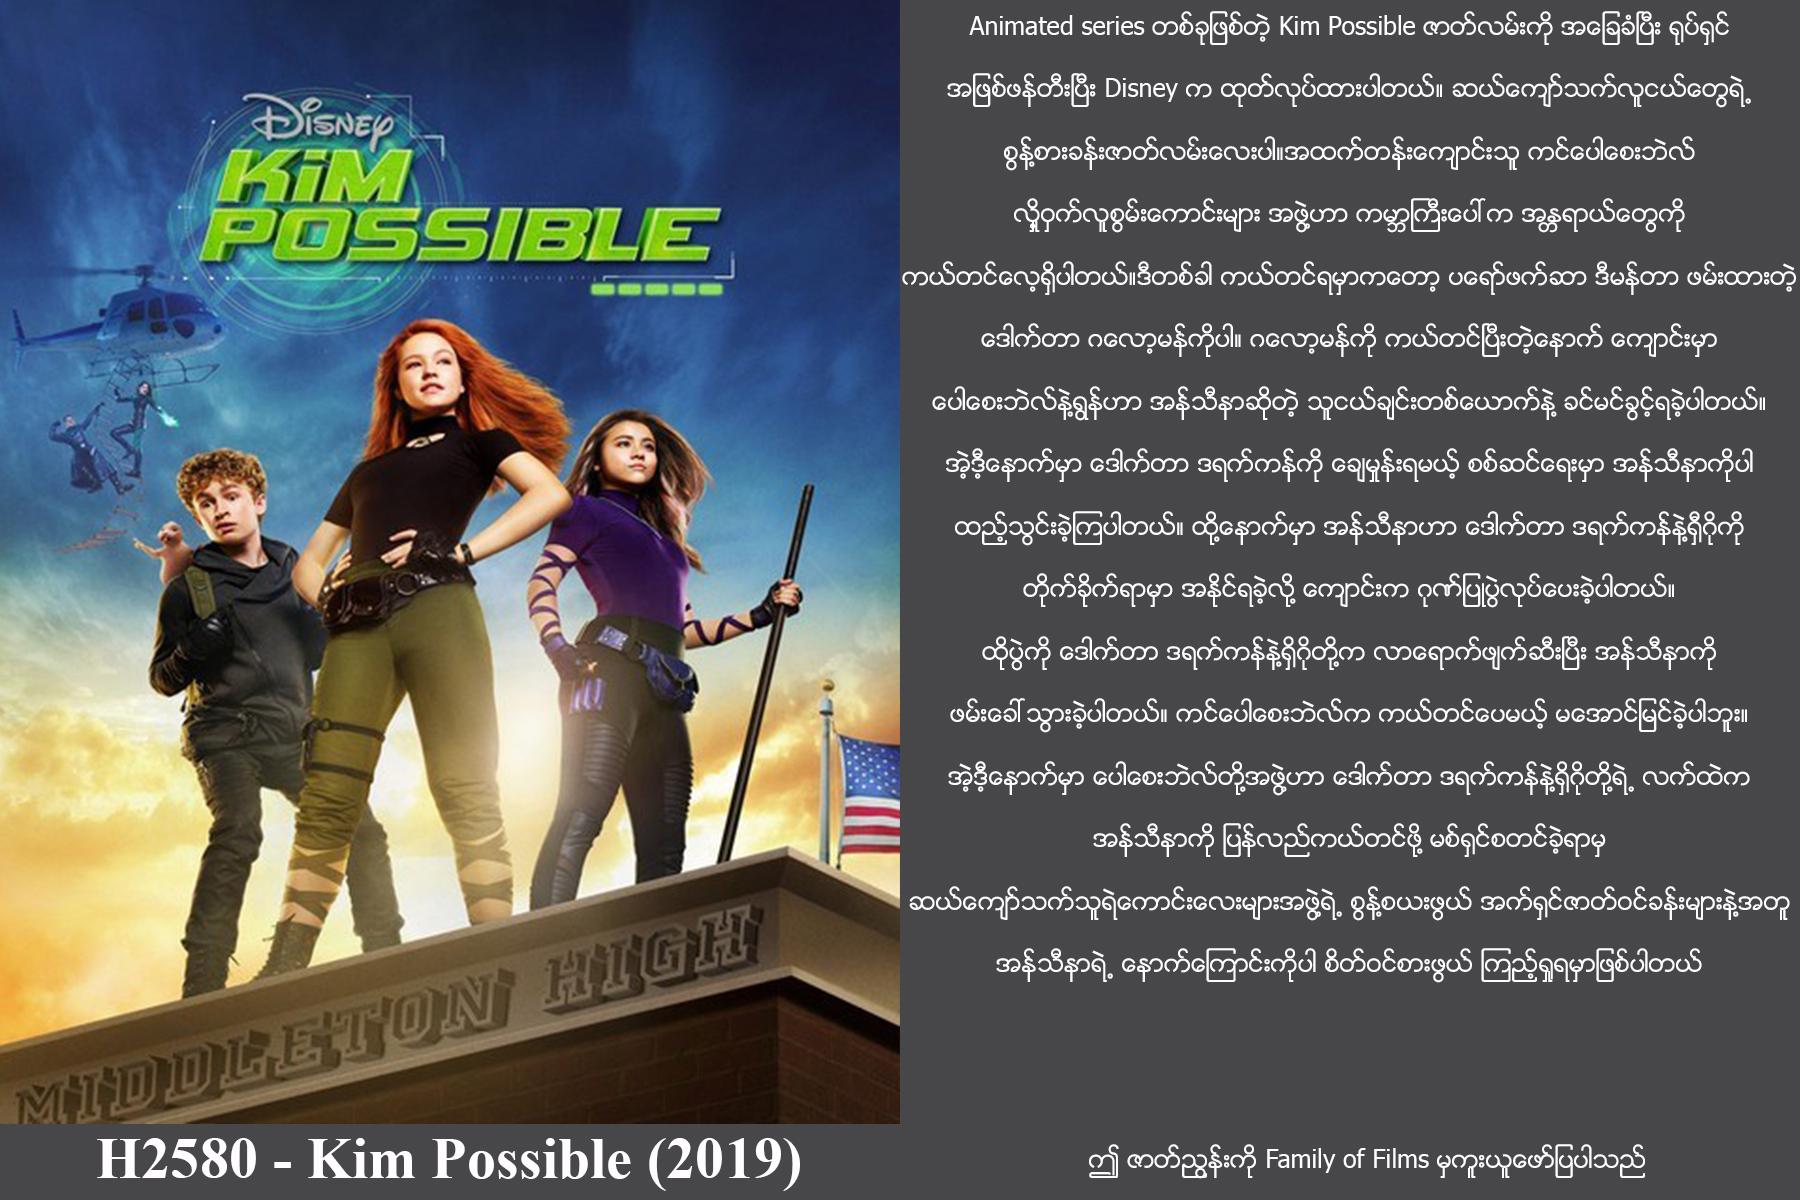 Disney
KiM
POSSIBLE
MIDDLETON HIGH
H2580 - Kim Possible (2019)
Animated series တစ်ခုဖြစ်တဲ့ Kim Possible ဇာတ်လမ်းကို အခြေခံပြီး ရုပ်ရှင်
အဖြစ်ဖန်တီးပြီး Disney က ထုတ်လုပ်ထားပါတယ်။ ဆယ်ကျော်သက်လူငယ်တွေရဲ့
စွန့်စားခန်းဇာတ်လမ်းလေးပါ။အထက်တန်းကျောင်းသူ ကင်ပေါစေးဘဲလ်
လှို့ဝှက်လူစွမ်းကောင်းများ အဖွဲ့ဟာ ကမ္ဘာကြီးပေါ်က အန္တရာယ်တွေကို
ကယ်တင်လေ့ရှိပါတယ်။ဒီတစ်ခါ ကယ်တင်ရမှာကတော့ ပရော်ဖက်ဆာ ဒီမန်တာ ဖမ်းထားတဲ့
ဒေါက်တာ ဂလော့မန်ကိုပါ။ ဂလော့မန်ကို ကယ်တင်ပြီးတဲ့နောက် ကျောင်းမှာ
ပေါစေးဘဲလ်နဲ့ရွန်ဟာ အန်သီနာဆိုတဲ့ သူငယ်ချင်းတစ်ယောက်နဲ့ ခင်မင်ခွင့်ရခဲ့ပါတယ်။
အဲ့ဒီ့နောက်မှာ ဒေါက်တာ ဒရက်ကန်ကို ချေမှုန်းရမယ့် စစ်ဆင်ရေးမှာ အန်သီနာကိုပါ
ထည့်သွင်းခဲ့ကြပါတယ်။ ထို့နောက်မှာ အန်သီနာဟာ ဒေါက်တာ ဒရက်ကန်နဲ့ရှီဂိုကို
တိုက်ခိုက်ရာမှာ အနိုင်ရခဲ့လို့ ကျောင်းက ဂုဏ်ပြုပွဲလုပ်ပေးခဲ့ပါတယ်။
ထိုပွဲကို ဒေါက်တာ ဒရက်ကန်နဲ့ရှိဂိုတို့က လာရောက်ဖျက်ဆီးပြီး အန်သီနာကို
ဖမ်းခေါ်သွားခဲ့ပါတယ်။ ကင်ပေါစေးဘဲလ်က ကယ်တင်ပေမယ့် မအောင်မြင်ခဲ့ပါဘူး။
အဲ့ဒီ့နောက်မှာ ပေါစေးဘဲလ်တို့အဖွဲ့ဟာ ဒေါက်တာ ဒရက်ကန်နဲ့ရှိဂိုတို့ရဲ့ လက်ထဲက
အန်သီနာကို ပြန်လည်ကယ်တင်ဖို့ မစ်ရှင်စတင်ခဲ့ရာမှ
ဆယ်ကျော်သက်သူရဲကောင်းလေးများအဖွဲ့ရဲ့ စွန့်စယးဖွယ် အက်ရှင်ဇာတ်ဝင်ခန်းများနဲ့အတူ
အန်သီနာရဲ့ နောက်ကြောင်းကိုပါ စိတ်ဝင်စားဖွယ် ကြည့်ရှုရမှာဖြစ်ပါတယ်
ဤ ဇာတ်ညွှန်းကို Family of Films မှကူးယူဖော်ပြပါသည်